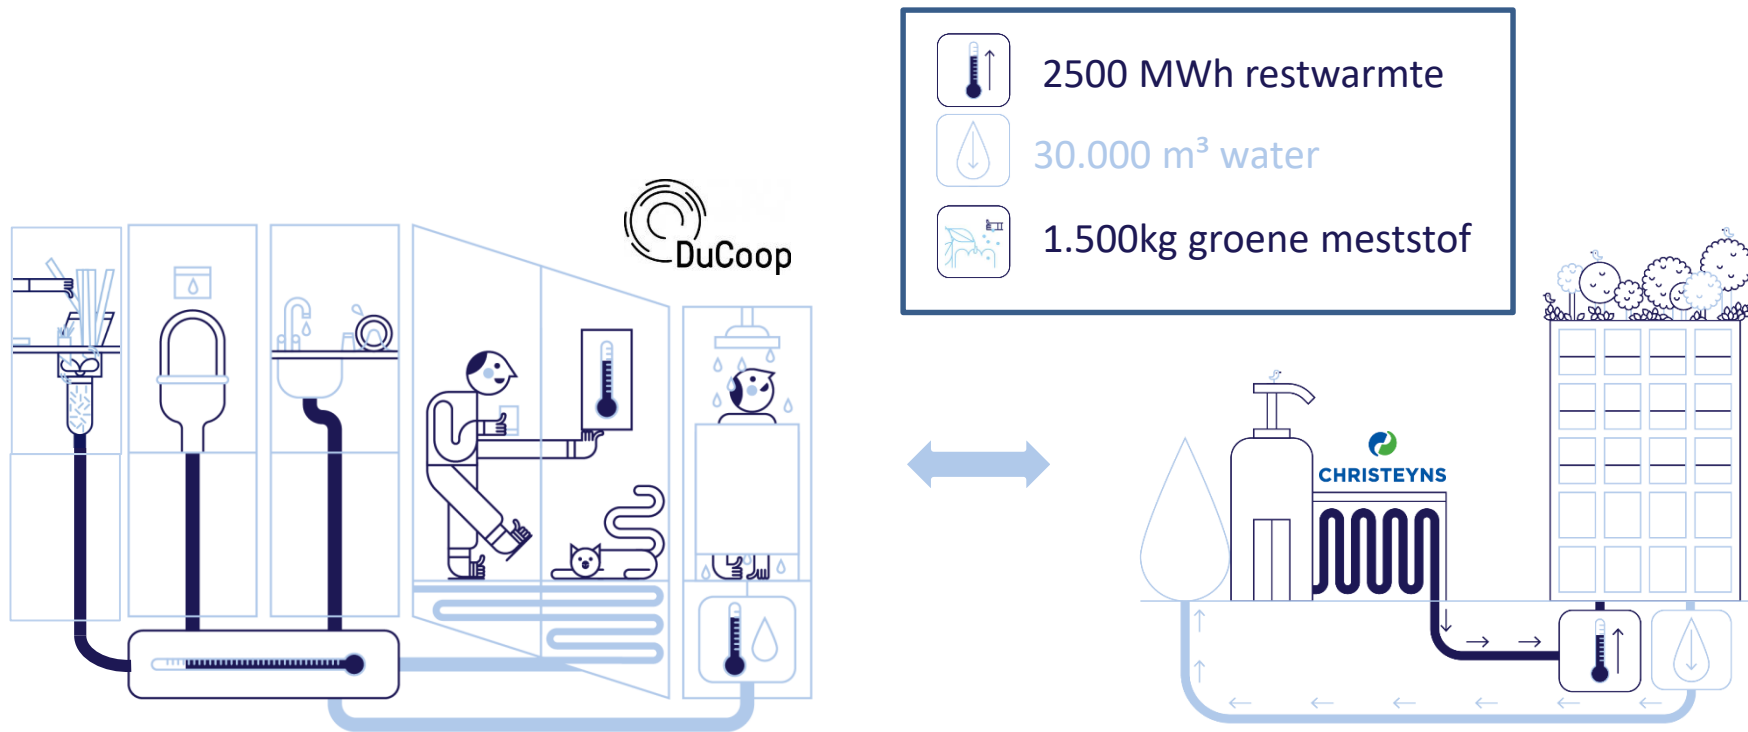 2500 MWh restwarmte
30.000 m³ water
1.500kg groene meststof
DuCoop
CHRISTEYNS